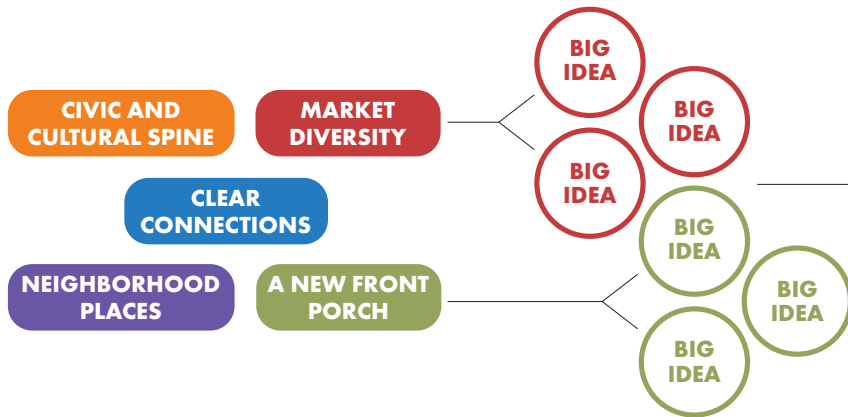 CIVIC AND
CULTURAL SPINE
MARKET
DIVERSITY
CLEAR
CONNECTIONS
NEIGHBORHOOD
PLACES
A NEW FRONT
PORCH
BIG
IDEA
BIG
IDEA
BIG
IDEA
BIG
IDEA
BIG
IDEA
BIG
IDEA